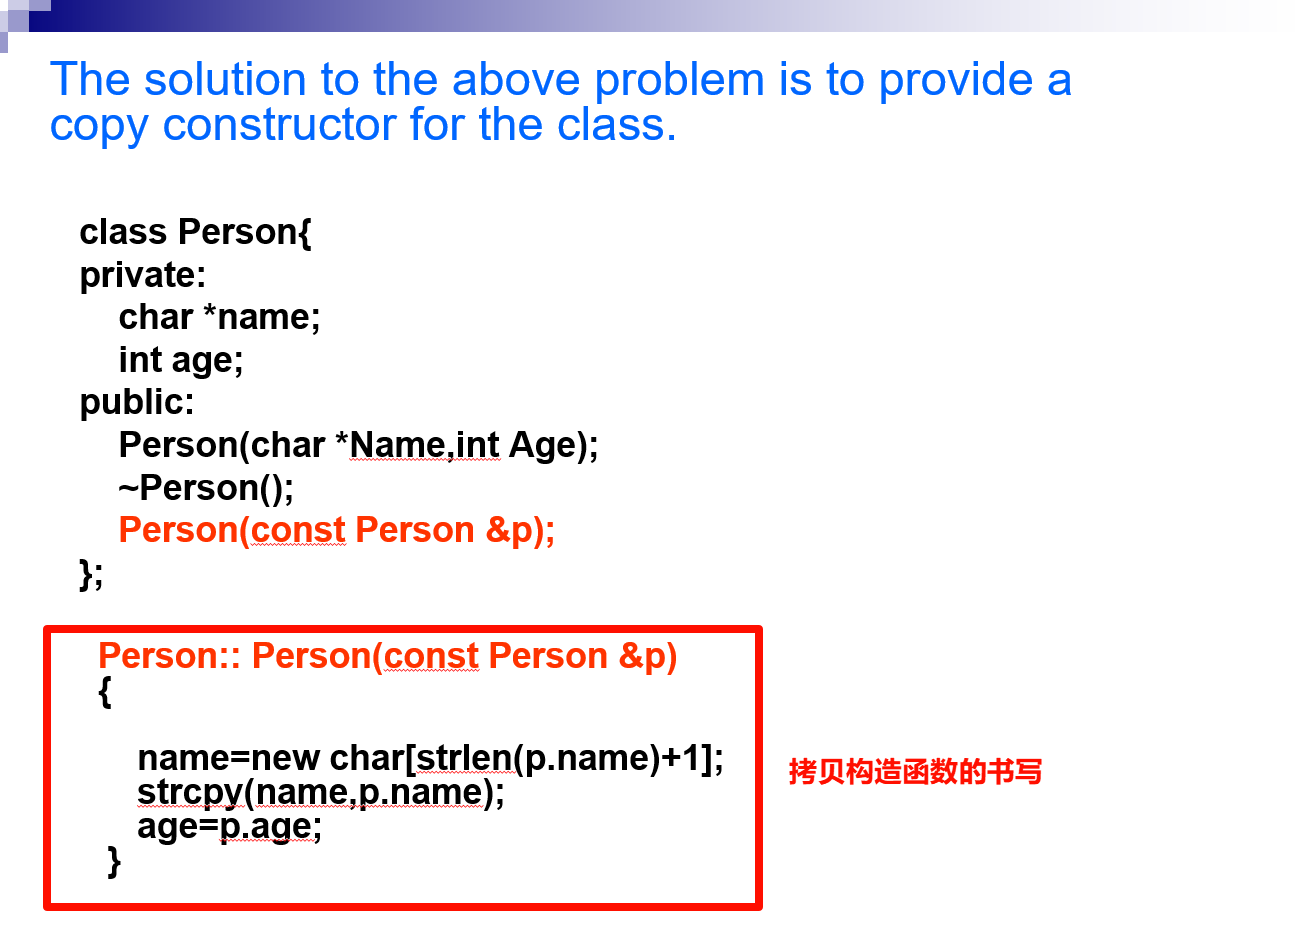 The solution to the above problem is to provide a
copy constructor for the class.
class Person{
private:
char *name;
int age;
public:
Person(char *Name,int Age);
~Person();
Person(const Person &p);
};
Person:: Person(const Person &p)
{
name=new char[strlen(p.name)+1];
strcpy(name,p.name);
age=p.age;
}
拷贝构造函数的书写